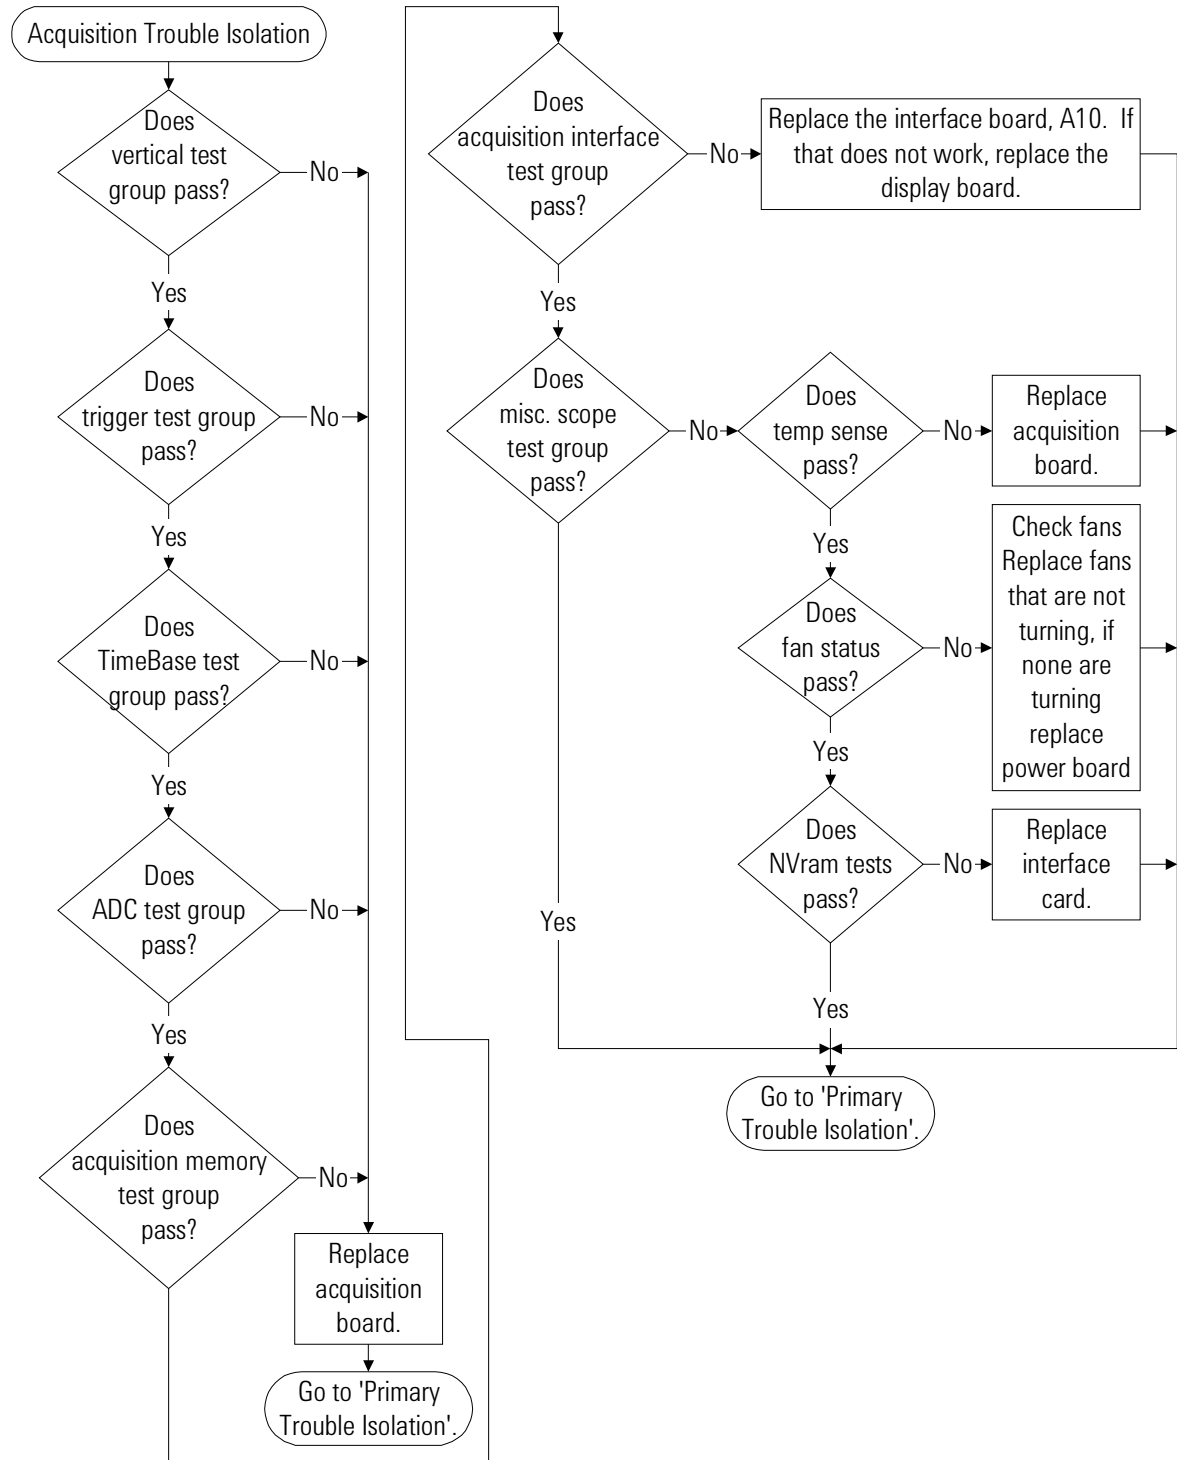 Acquisition Trouble Isolation
Does
vertical test
group pass?
No
Yes
Does
trigger test group
pass?
No
Yes
Does
TimeBase test
group pass?
No
Yes
Does
ADC test group
pass?
No
Yes
Does
acquisition memory
test group
pass?
No
Replace
acquisition
board.
Go to 'Primary
Trouble Isolation'.
Does
acquisition interface
test group
pass?
No
Replace the interface board, A10.  If
that does not work, replace the
display board.
Yes
Does
misc. scope
test group
pass?
No
Does
temp sense
pass?
No
Replace
acquisition
board.
Yes
Does
fan status
pass?
No
Check fans
Replace fans
that are not
turning, if
none are
turning
replace
power board
Yes
Does
NVram tests
pass?
No
Replace
interface
card.
Yes
Yes
Go to 'Primary
Trouble Isolation'.